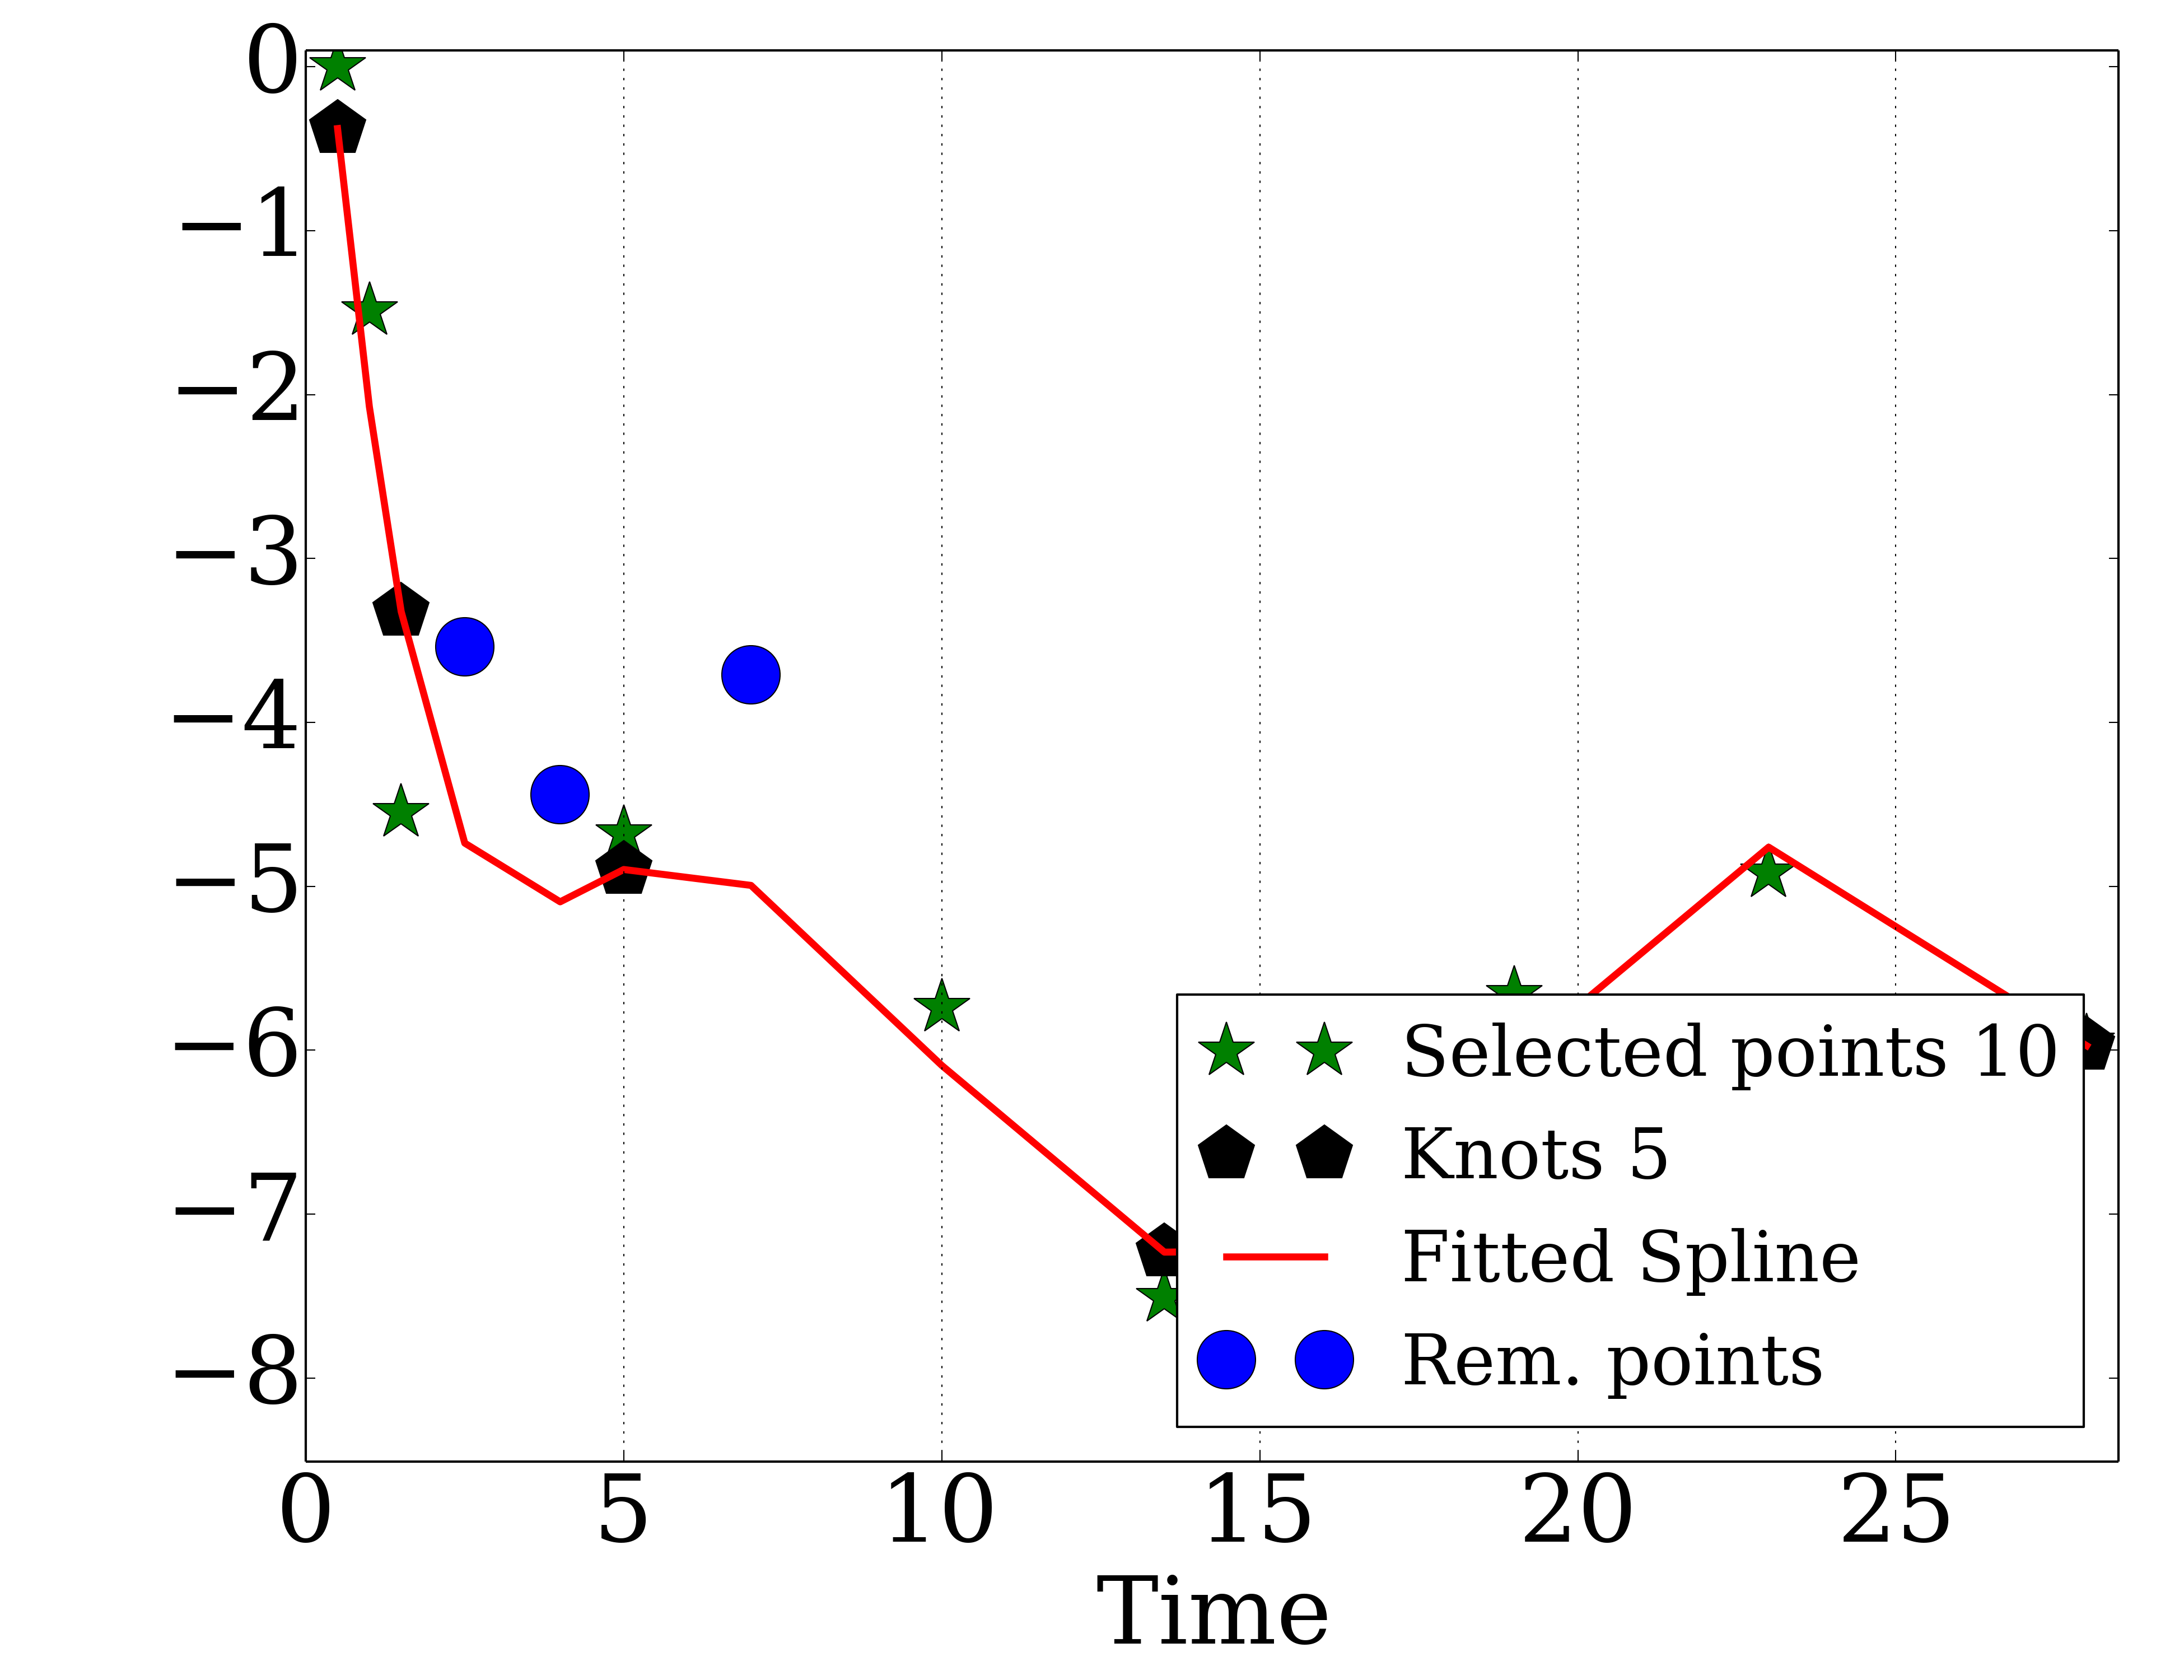 0
−1
−2
−3
−4
−5
−6
−7
−8
Selected points 10
Knots 5
Fitted Spline
Rem. points
0 5 10 15 20 25
Time